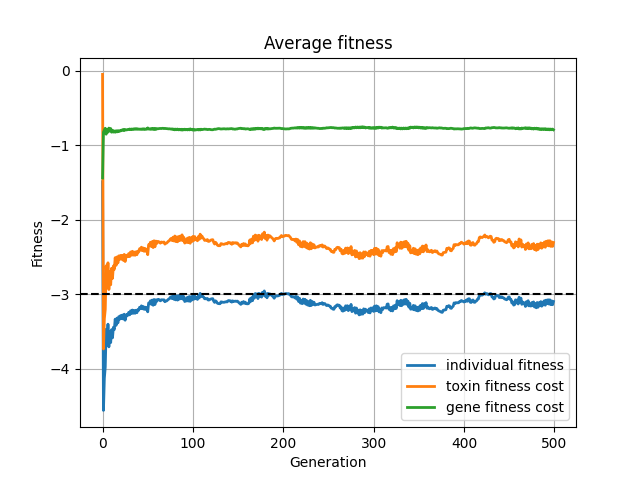 Average fitness
Fitness
0
−1
−2
−3
−4
individual fitness
toxin fitness cost
gene fitness cost
0 100 200 300 400 500
Generation